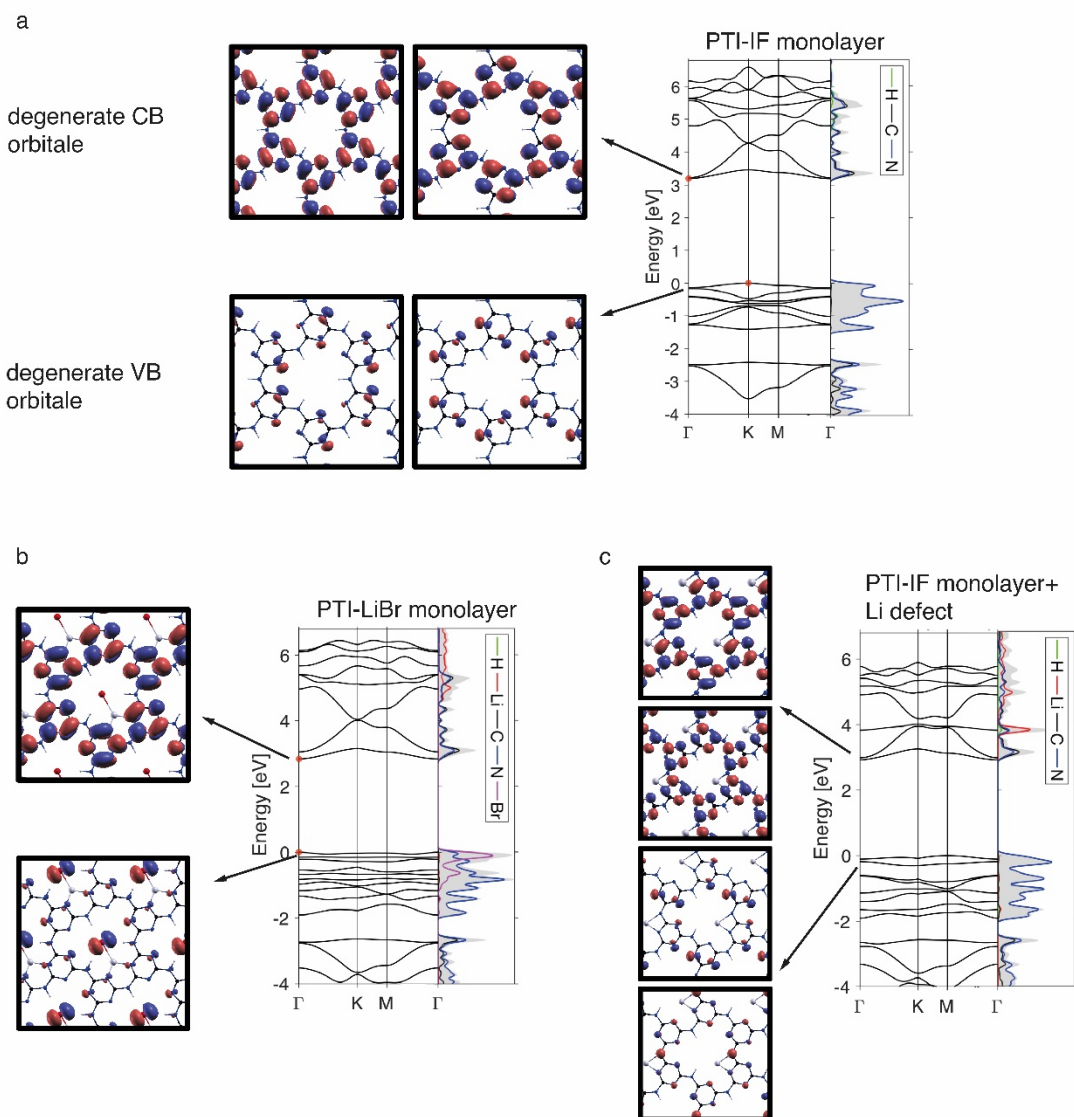 a
PTI-IF monolayer
degenerate CB
orbitale
degenerate VB
orbitale
Energy [eV]
6
5
4
3
2
1
0
-1
-2
-3
-4
Γ K M Γ
H C N
b
PTI-LiBr monolayer
Energy [eV]
6
4
2
0
-2
-4
Γ K M Γ
H Li C N Br
c
PTI-IF monolayer+
Li defect
Energy [eV]
6
4
2
0
-2
-4
Γ K M Γ
H Li C N